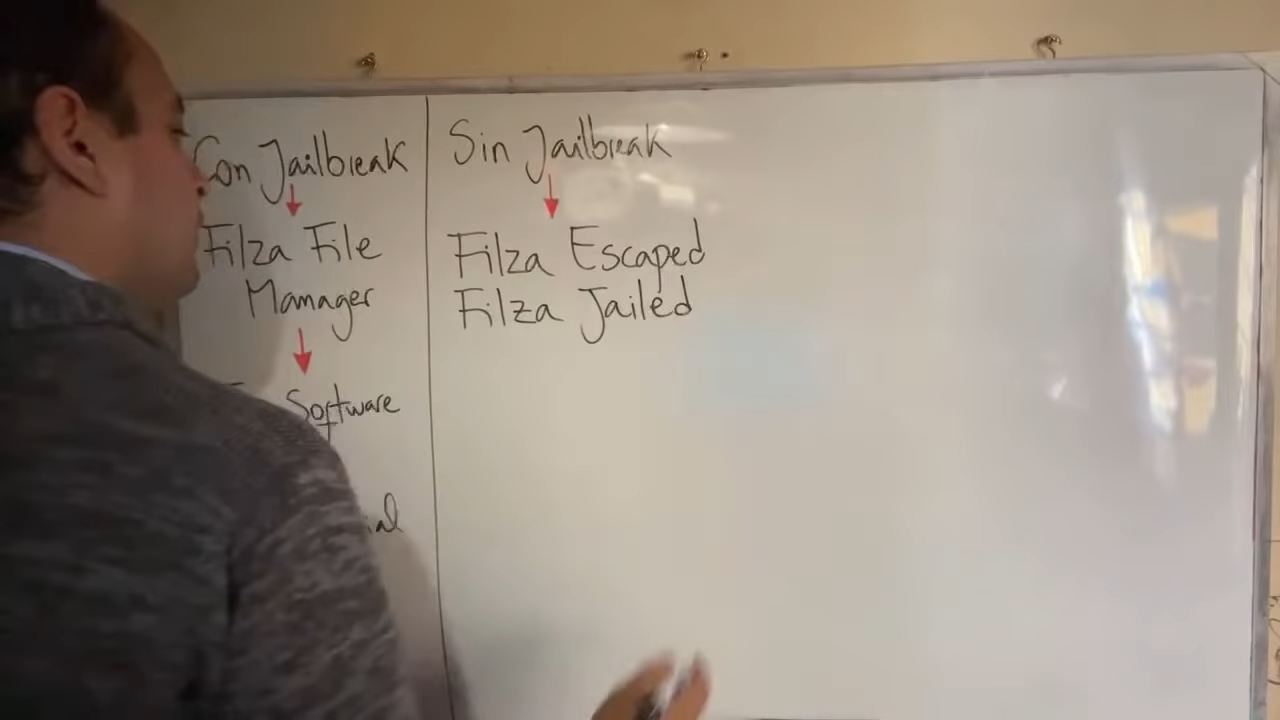 Con Jailbreak
Filza File
Manager
Software
Sin Jailbreak
Filza Escaped
Filza Jailed